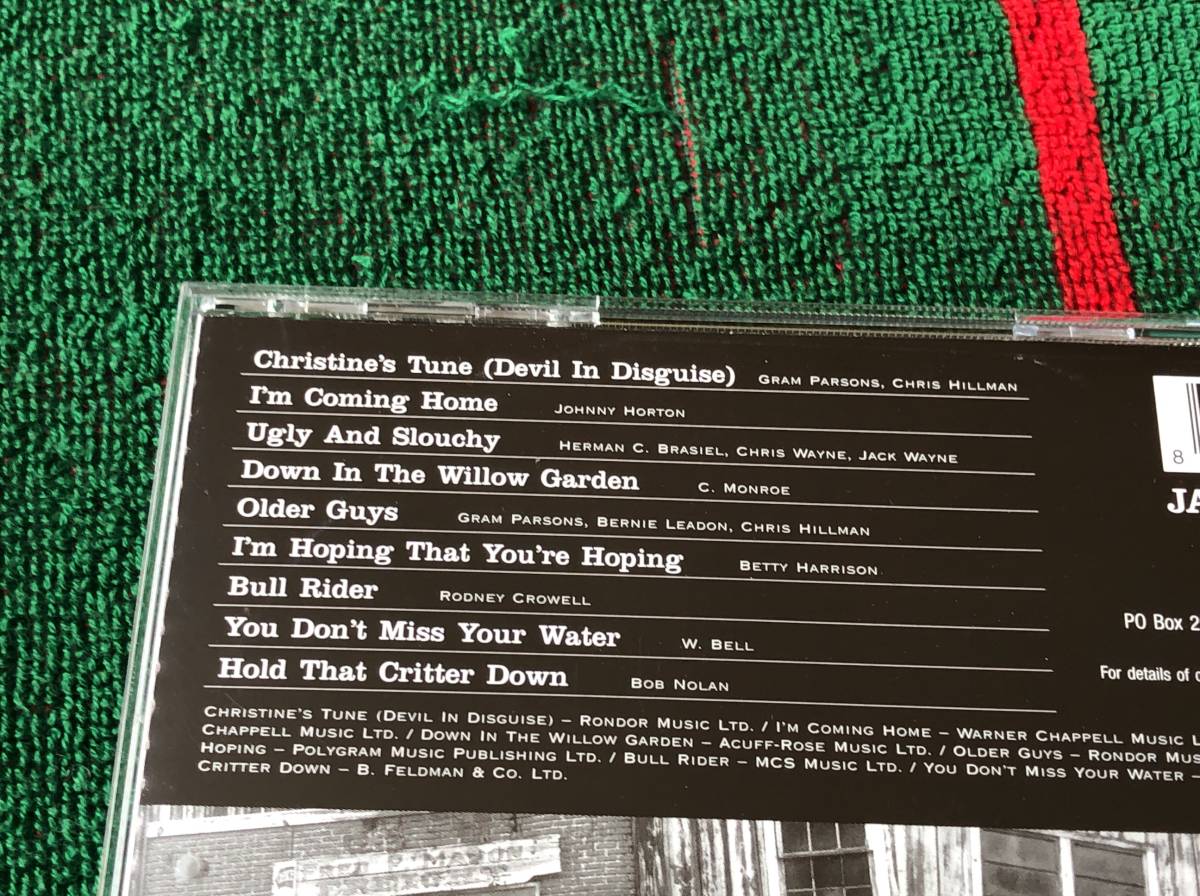 Christine's Tune (Devil In Disguise) GRAM PARSONS, CHRIS HILLMAN
I'm Coming Home JOHNNY HORTON
Ugly And Slouchy HERMAN C. BRASIEL, CHRIS WAYNE, JACK WAYNE
Down In The Willow Garden C. MONROE
Older Guys GRAM PARSONS, BERNIE LEADON, CHRIS HILLMAN
I'm Hoping That You're Hoping BETTY HARRISON
Bull Rider RODNEY CROWELL
You Don't Miss Your Water W. BELL
Hold That Critter Down BOB NOLAN
CHRISTINE'S TUNE (DEVIL IN DISGUISE) – RONDOR MUSIC LTD. / I'M COMING HOME – WARNER CHAPPELL MUSIC L
CHAPPELL MUSIC LTD. / DOWN IN THE WILLOW GARDEN – ACUFF-ROSE MUSIC LTD. / OLDER GUYS – RONDOR MUS
HOPING – POLYGRAM MUSIC PUBLISHING LTD. / BULL RIDER – MCS MUSIC LTD. / YOU DON'T MISS YOUR WATER –
CRITTER DOWN – B. FELDMAN & CO. LTD.
8
JA
PO Box 2
For details of